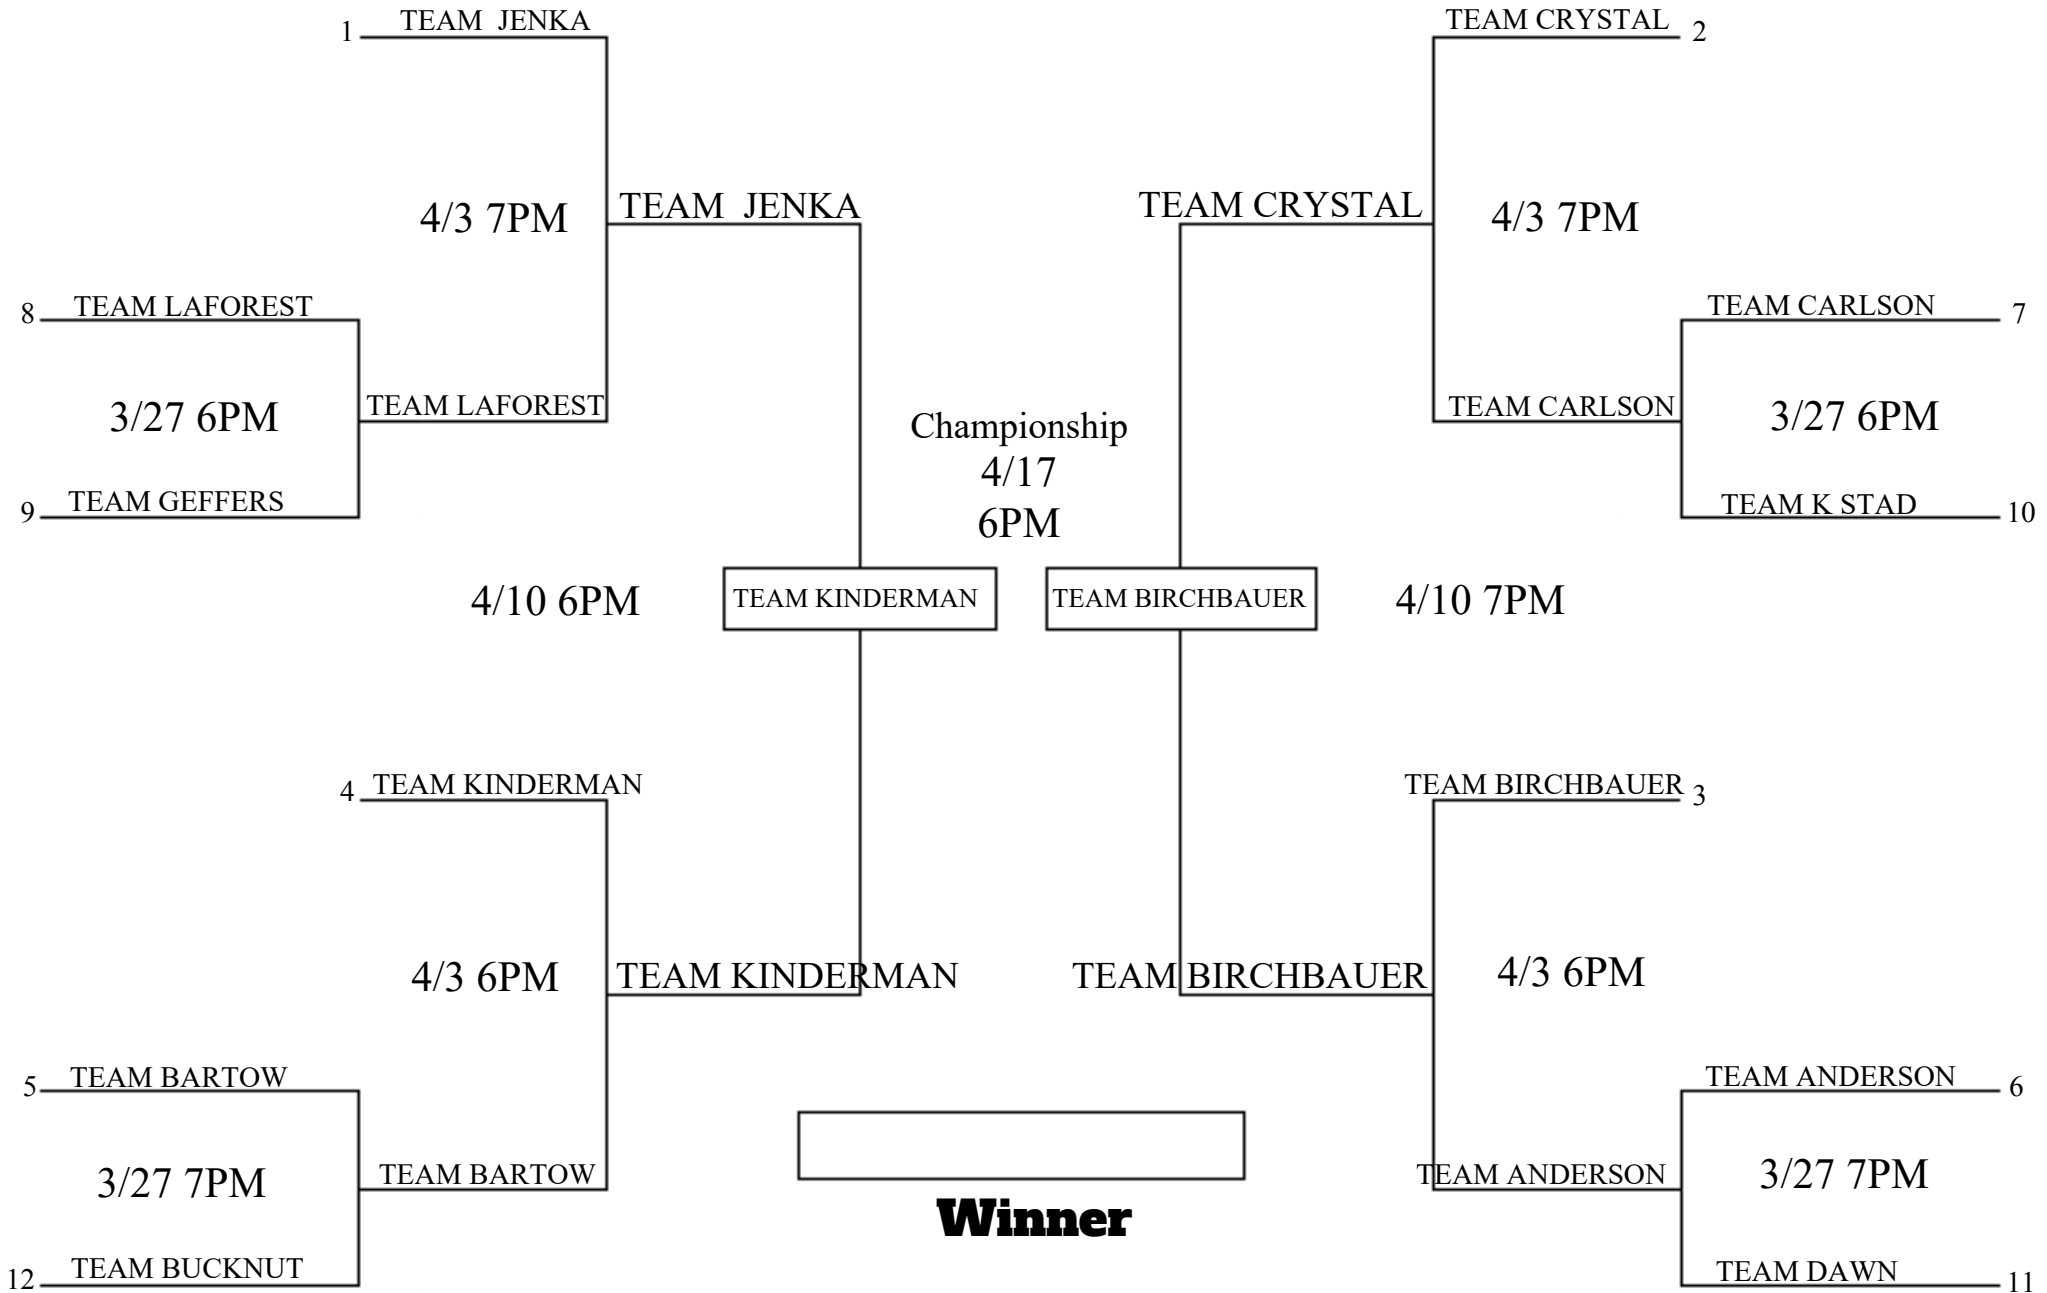 TEAM JENKA
1
TEAM CRYSTAL
2
TEAM JENKA
TEAM CRYSTAL
4/3 7PM
4/3 7PM
TEAM LAFOREST
8
TEAM CARLSON
7
3/27 6PM
TEAM LAFOREST
Championship
4/17
6PM
TEAM CARLSON
3/27 6PM
TEAM GEFFERS
9
TEAM K STAD
10
4/10 6PM
TEAM KINDERMAN
TEAM BIRCHBAUER
4/10 7PM
4
TEAM KINDERMAN
TEAM BIRCHBAUER
3
4/3 6PM
TEAM KINDERMAN
TEAM BIRCHBAUER
4/3 6PM
5
TEAM BARTOW
TEAM ANDERSON
6
3/27 7PM
TEAM BARTOW
TEAM ANDERSON
3/27 7PM
Winner
12
TEAM BUCKNUT
TEAM DAWN
11